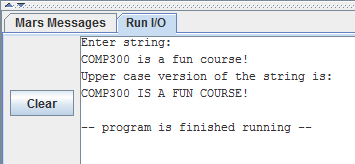 Mars Messages Run I/O
Enter string:
COMP300 is a fun course!
Upper case version of the string is:
COMP300 IS A FUN COURSE!
Clear
-- program is finished running --